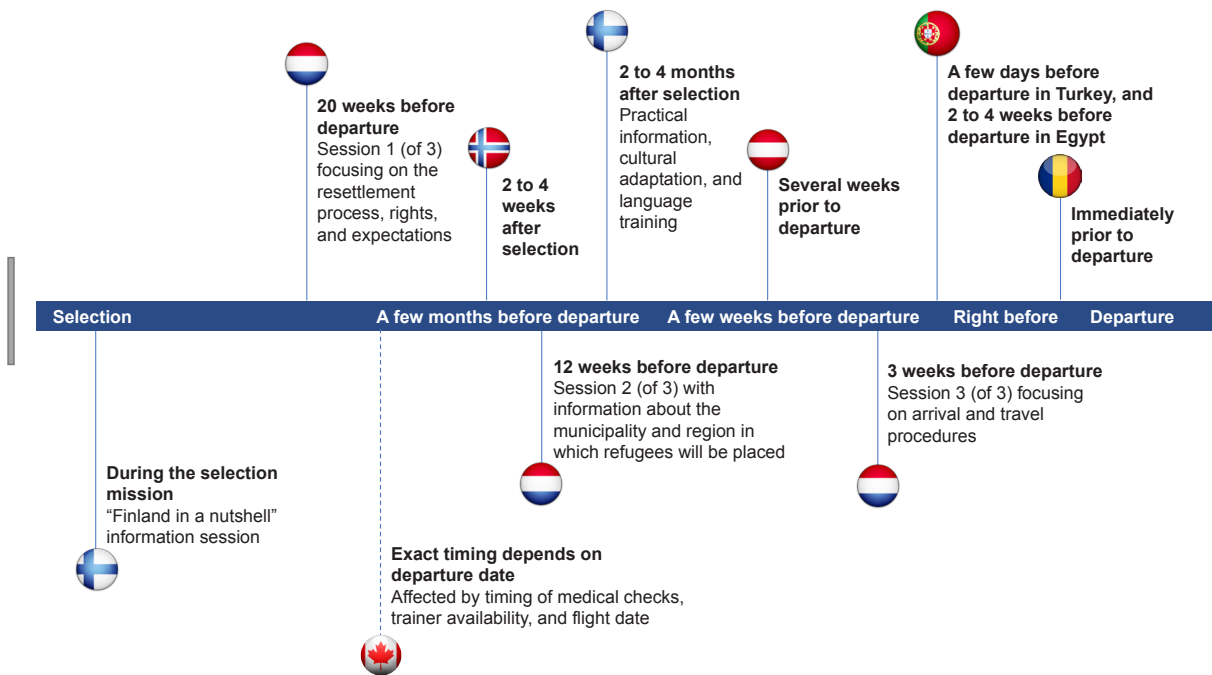 20 weeks before
departure
Session 1 (of 3)
focusing on the
resettlement
process, rights,
and expectations
2 to 4
weeks
after
selection
2 to 4 months
after selection
Practical
information,
cultural
adaptation, and
language
training
Several weeks
prior to
departure
A few days before
departure in Turkey, and
2 to 4 weeks before
departure in Egypt
Immediately
prior to
departure
Selection
A few months before departure
A few weeks before departure
Right before
Departure
During the selection
mission
“Finland in a nutshell”
information session
Exact timing depends on
departure date
Affected by timing of medical checks,
trainer availability, and flight date
12 weeks before departure
Session 2 (of 3) with
information about the
municipality and region in
which refugees will be placed
3 weeks before departure
Session 3 (of 3) focusing
on arrival and travel
procedures